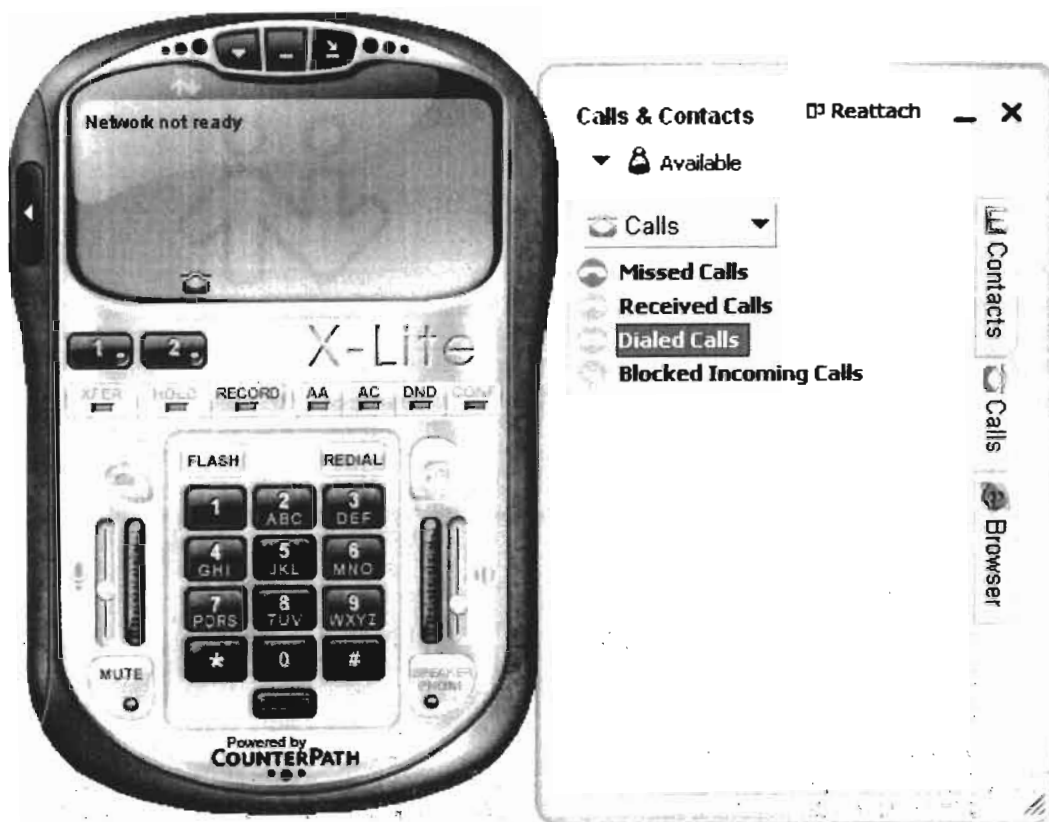 Network not ready
X-Lite
1 2
XFER HOLD RECORD AA AC DND CONF
FLASH REDIAL
1 2 3
ABC DEF
4 5 6
GHI JKL MNO
7 8 9
PQRS TUV WXYZ
* 0 #
MUTE SPEAKER
PHONE
Powered by
COUNTERPATH
Calls & Contacts Reattach
Available
Calls
Missed Calls
Received Calls
Dialed Calls
Blocked Incoming Calls
Contacts
Calls
Browser